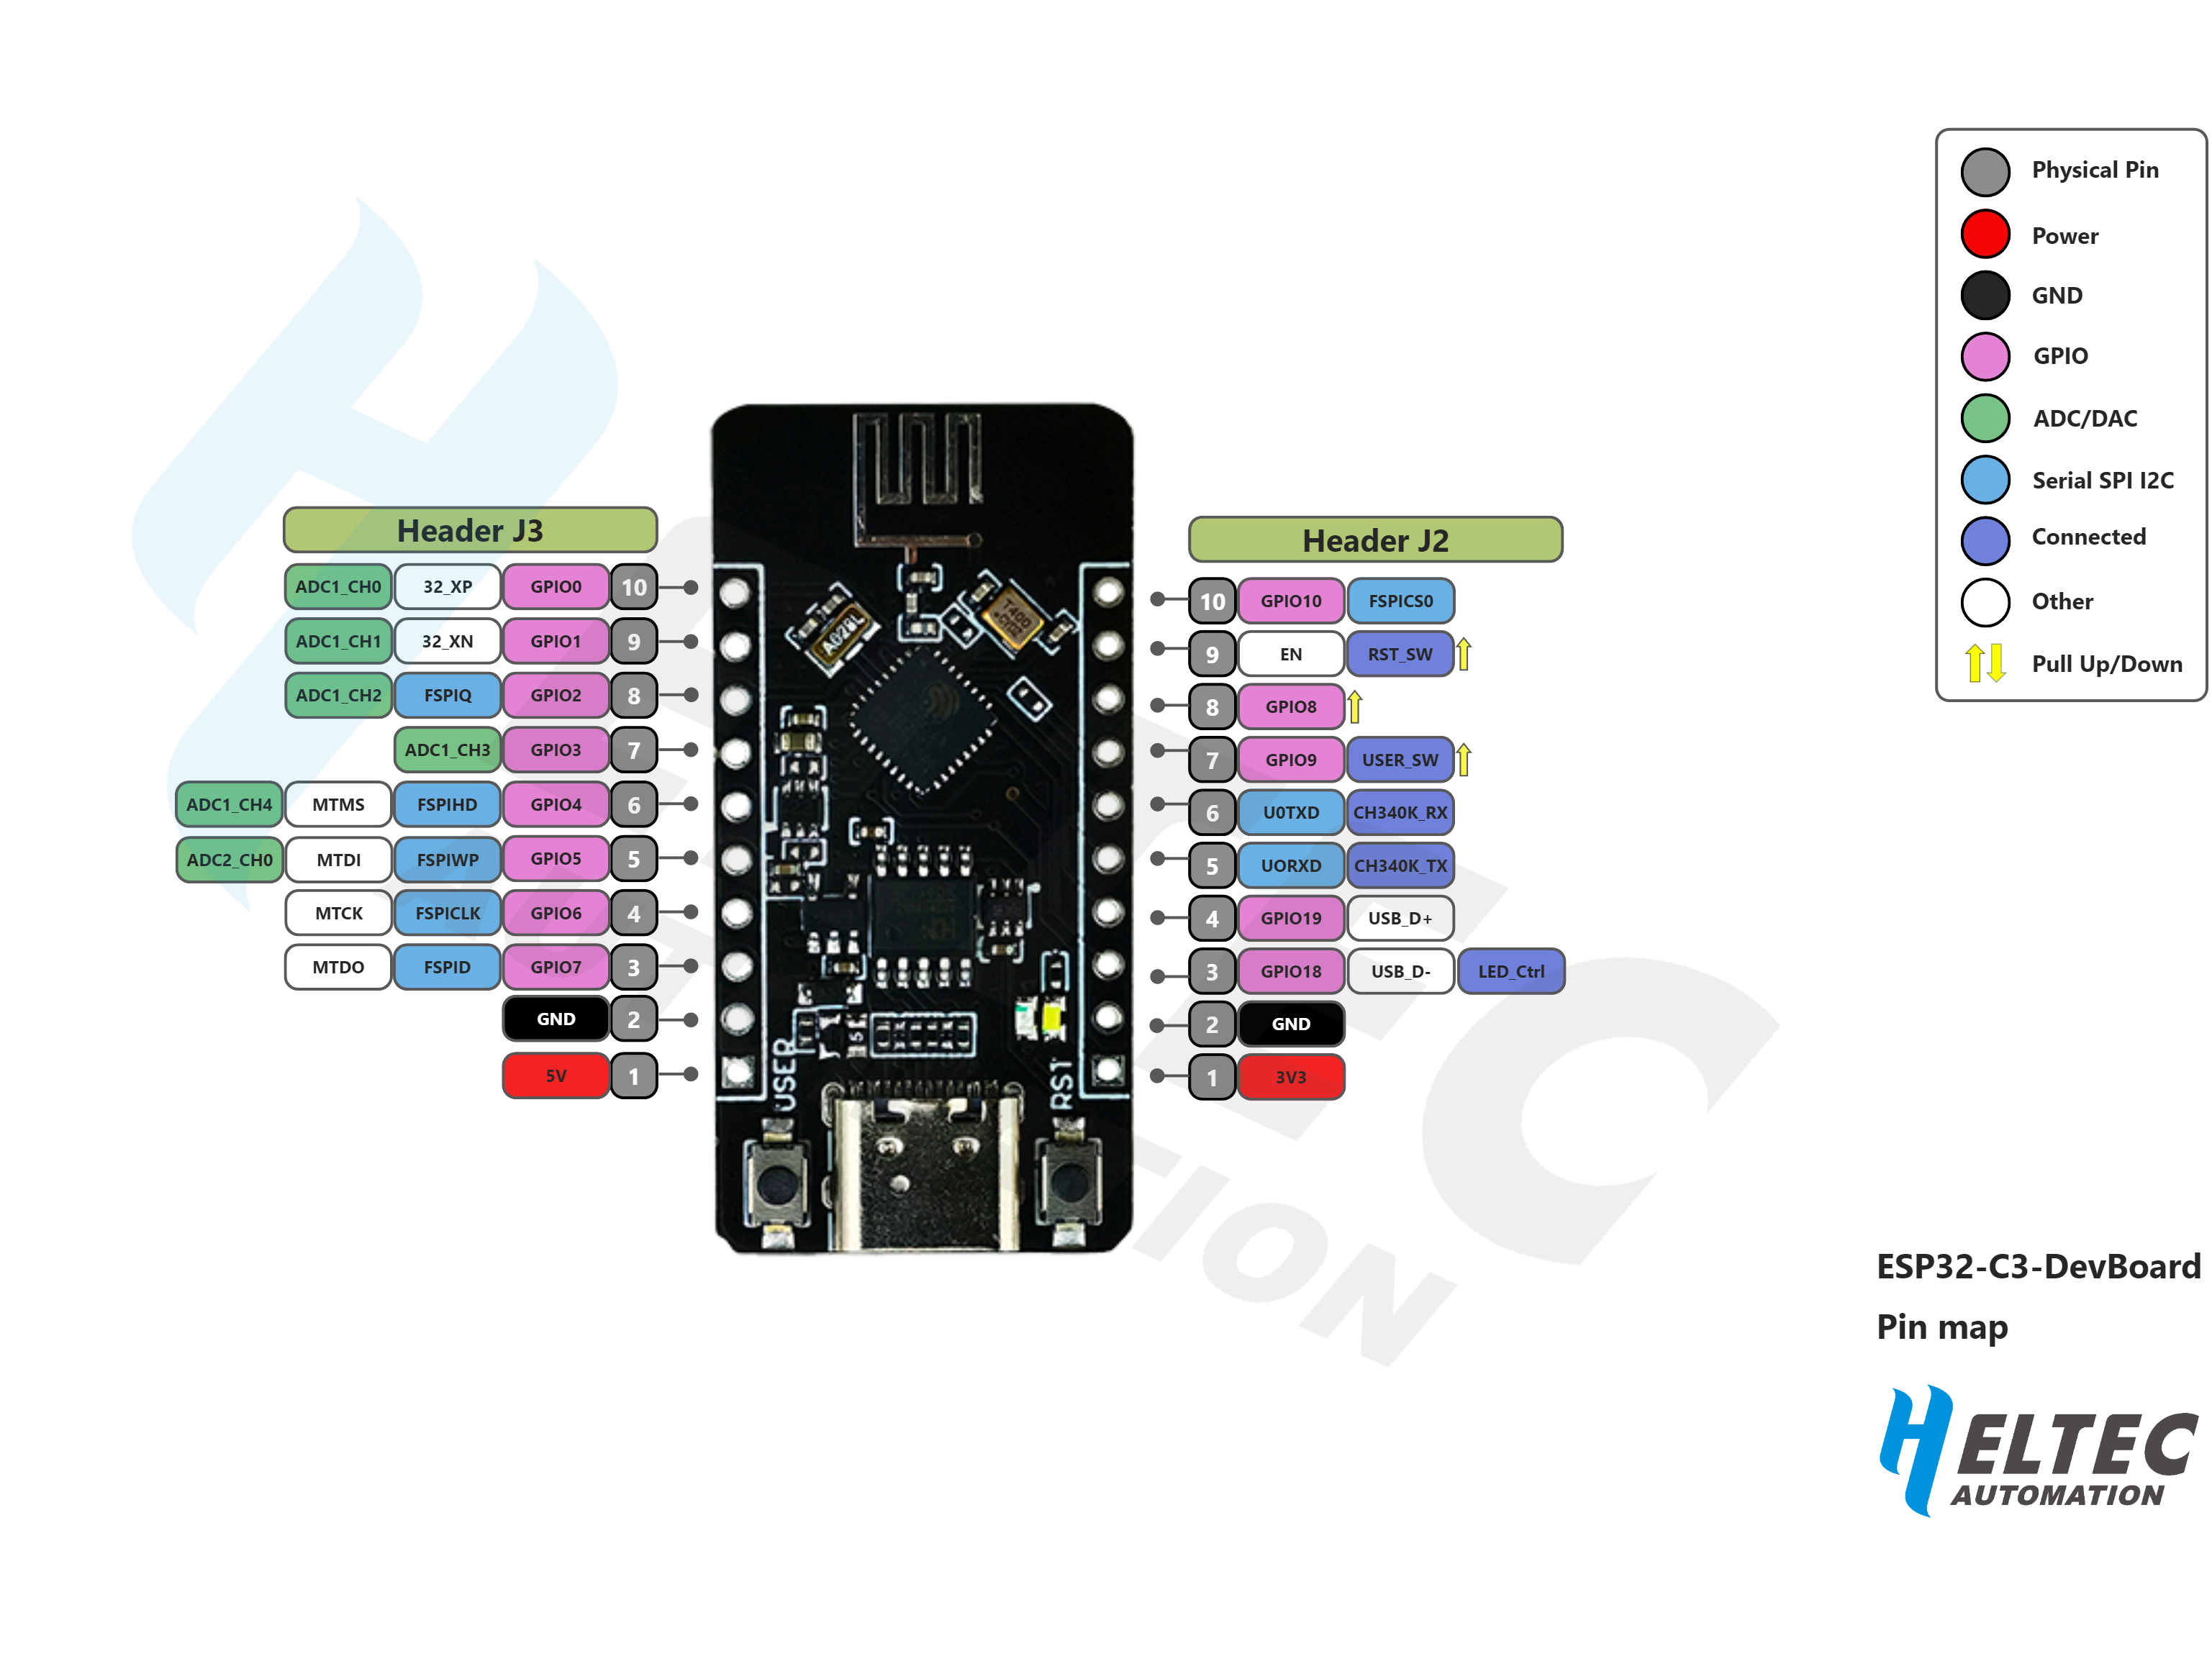 Physical Pin
Power
GND
GPIO
ADC/DAC
Serial SPI I2C
Connected
Other
Pull Up/Down
Header J3
ADC1_CH0 32_XP GPIO0 10
ADC1_CH1 32_XN GPIO1 9
ADC1_CH2 FSPIQ GPIO2 8
ADC1_CH3 GPIO3 7
ADC1_CH4 MTMS FSPIHD GPIO4 6
ADC2_CH0 MTDI FSPIWP GPIO5 5
MTCK FSPICLK GPIO6 4
MTDO FSPID GPIO7 3
GND 2
5V 1
A028L
T400
USER
RST
Header J2
10 GPIO10 FSPICS0
9 EN RST_SW
8 GPIO8
7 GPIO9 USER_SW
6 U0TXD CH340K_RX
5 UORXD CH340K_TX
4 GPIO19 USB_D+
3 GPIO18 USB_D- LED_Ctrl
2 GND
1 3V3
ESP32-C3-DevBoard
Pin map
HELTEC
AUTOMATION